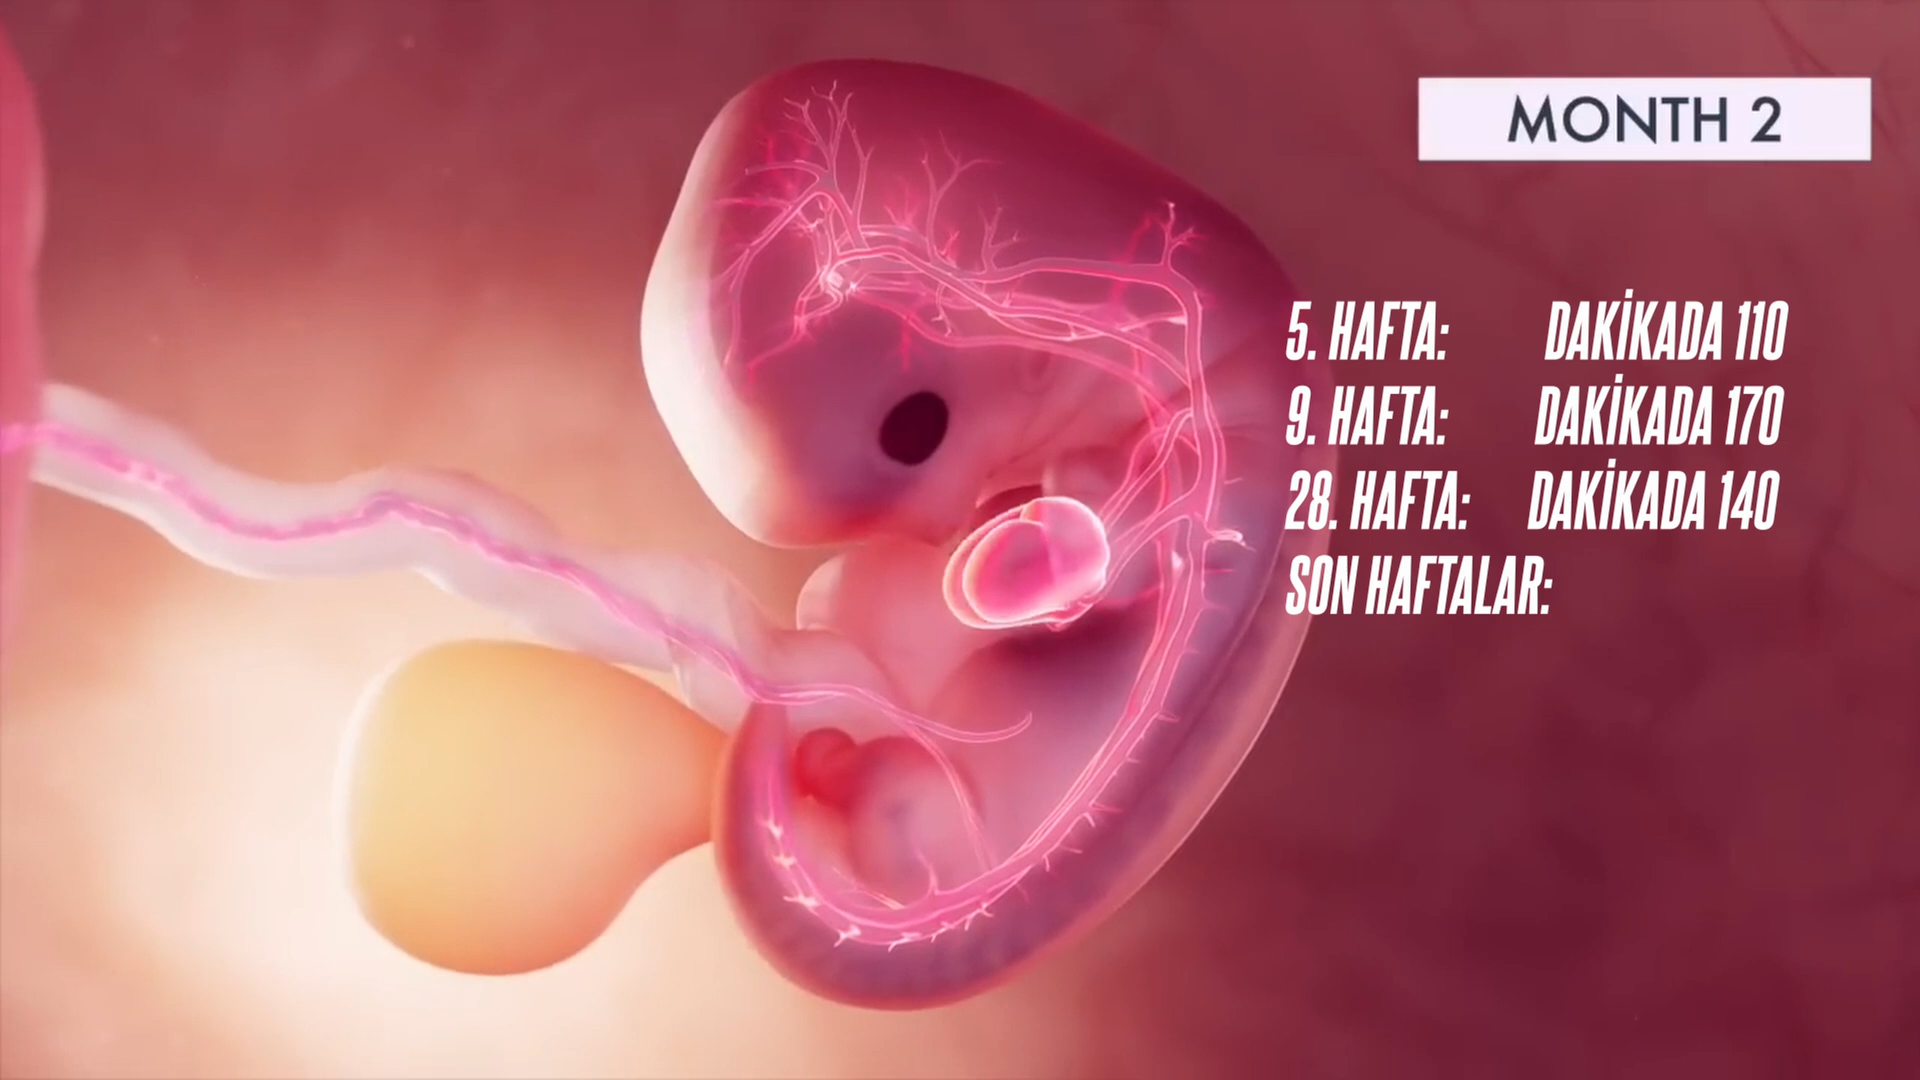 MONTH 2
5. HAFTA: DAKİKADA 110
9. HAFTA: DAKİKADA 170
28. HAFTA: DAKİKADA 140
SON HAFTALAR: